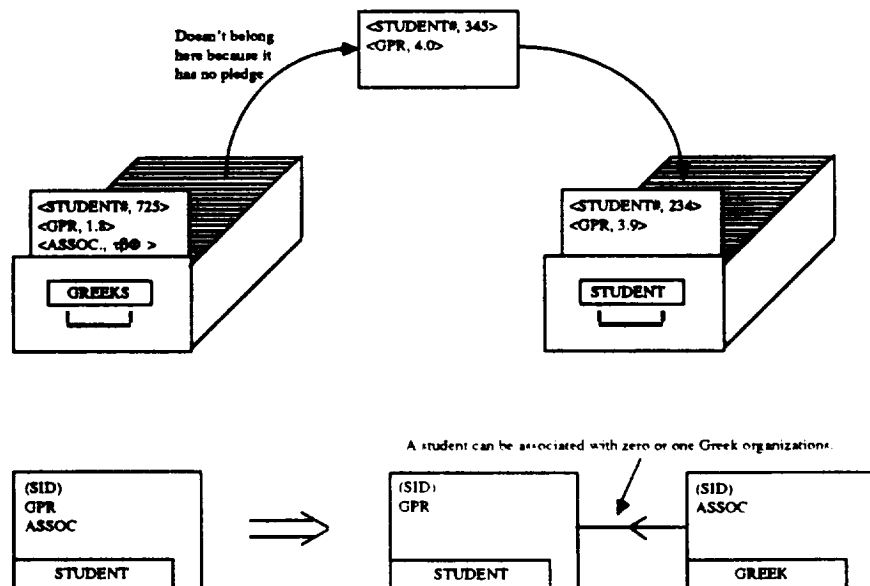 Doesn't belong
here because it
has no pledge
<STUDENT#, 345>
<GPR, 4.0>
<STUDENT#, 725>
<GPR, 1.8>
<ASSOC., τβΦ >
GREEKS
<STUDENT#, 234>
<GPR, 3.9>
STUDENT
A student can be associated with zero or one Greek organizations.
(SID)
GPR
ASSOC
STUDENT
(SID)
GPR
STUDENT
(SID)
ASSOC
GREEK